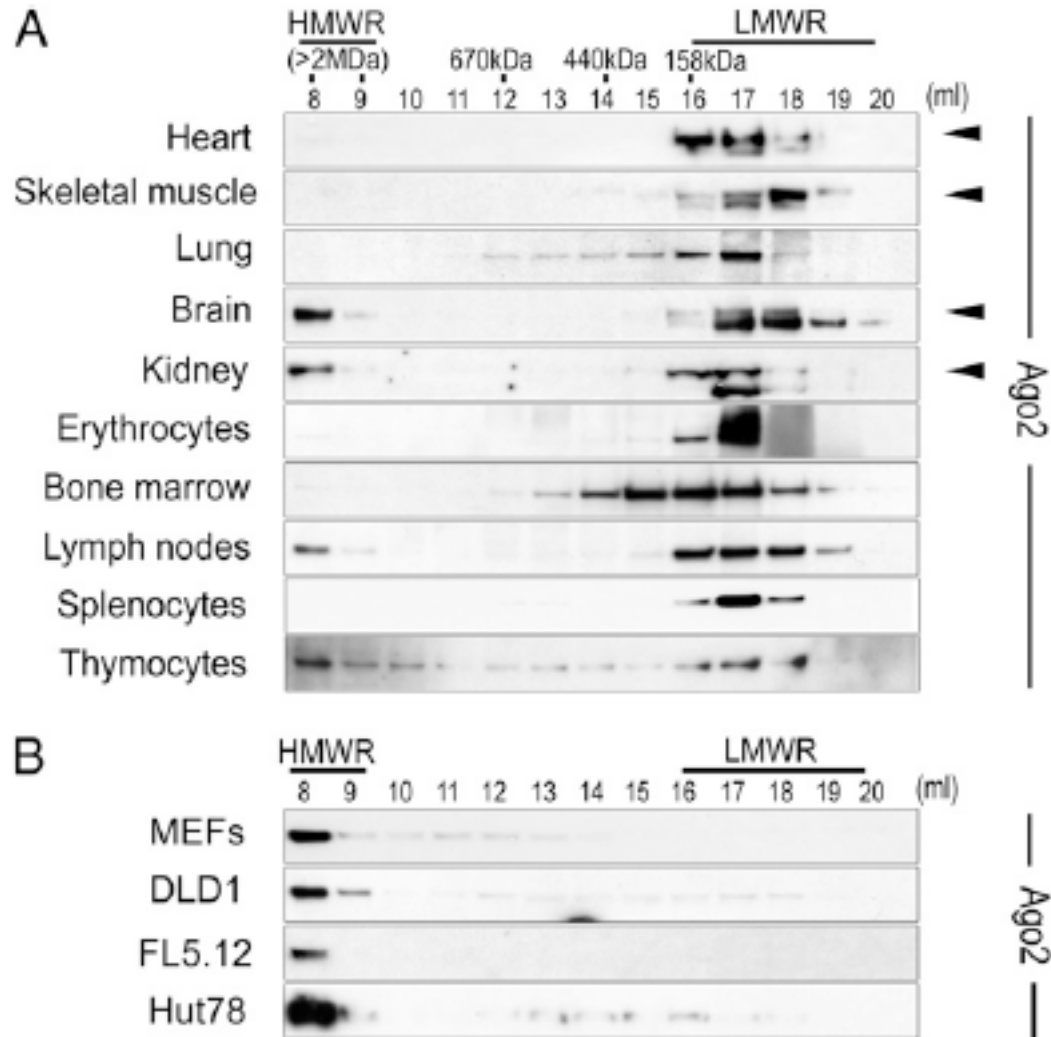 A
HMWR LMWR
(>2MDa) 670kDa 440kDa 158kDa
8 9 10 11 12 13 14 15 16 17 18 19 20 (ml)
Heart
Skeletal muscle
Lung
Brain
Kidney
Erythrocytes
Bone marrow
Lymph nodes
Splenocytes
Thymocytes
Ago2
B
HMWR LMWR
8 9 10 11 12 13 14 15 16 17 18 19 20 (ml)
MEFs
DLD1
FL5.12
Hut78
Ago2